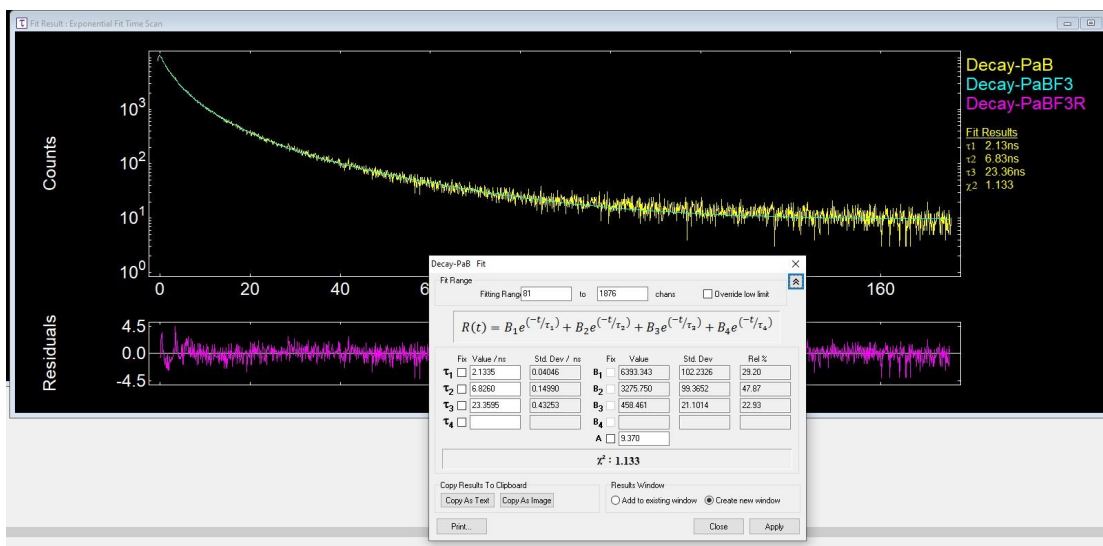 Fit Result : Exponential Fit Time Scan
Counts
10³
10²
10¹
10⁰
0 20 40 6 160
Decay-PaB
Decay-PaBF3
Decay-PaBF3R
Fit Results
τ1 2.13ns
τ2 6.83ns
τ3 23.36ns
χ2 1.133
Residuals
4.5
0.0
-4.5
Decay-PaB Fit
Fit Range
Fitting Rang 81 to 1876 chans Override low limit
R(t) = B₁e^(-t/τ₁) + B₂e^(-t/τ₂) + B₃e^(-t/τ₃) + B₄e^(-t/τ₄)
Fix Value / ns Std. Dev / ns Fix Value Std. Dev Rel %
τ₁ 2.1335 0.04046 B₁ 6393.343 102.2326 29.20
τ₂ 6.8260 0.14990 B₂ 3275.750 99.3652 47.87
τ₃ 23.3595 0.43253 B₃ 458.461 21.1014 22.93
τ₄ B₄
A 9.370
χ² : 1.133
Copy Results To Clipboard
Copy As Text Copy As Image
Results Window
Add to existing window Create new window
Print... Close Apply